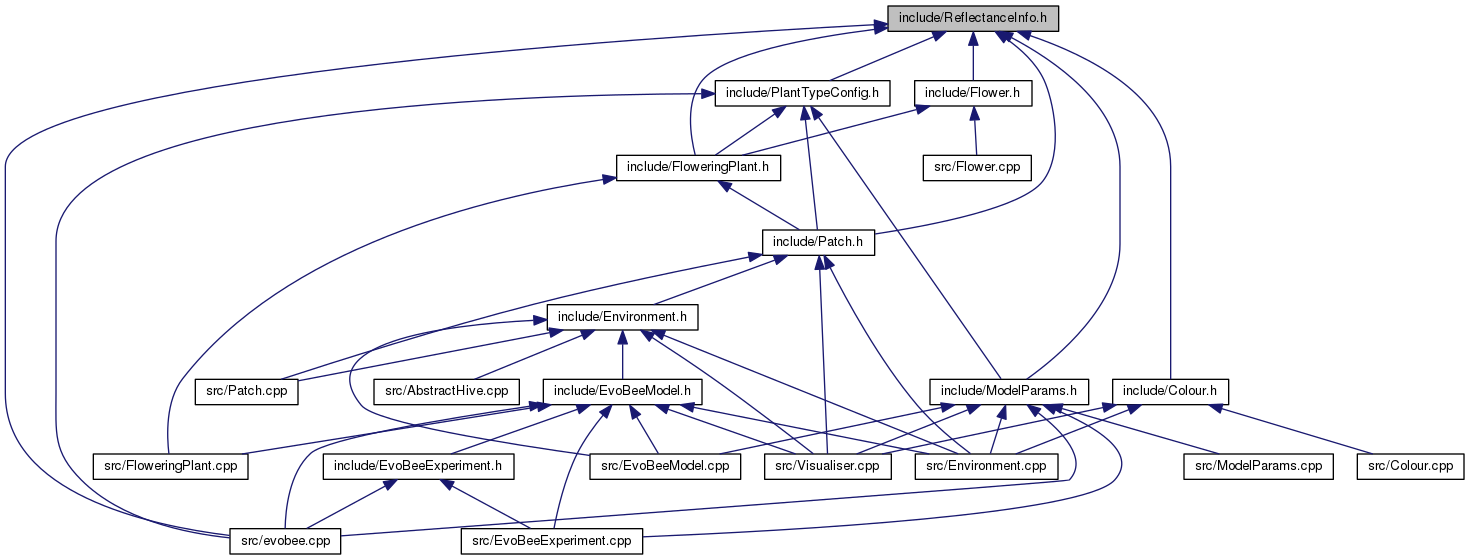 include/ReflectanceInfo.h
include/PlantTypeConfig.h
include/Flower.h
include/FloweringPlant.h
src/Flower.cpp
include/Patch.h
include/Environment.h
src/Patch.cpp
src/AbstractHive.cpp
include/EvoBeeModel.h
include/ModelParams.h
include/Colour.h
src/FloweringPlant.cpp
include/EvoBeeExperiment.h
src/EvoBeeModel.cpp
src/Visualiser.cpp
src/Environment.cpp
src/ModelParams.cpp
src/Colour.cpp
src/evobee.cpp
src/EvoBeeExperiment.cpp